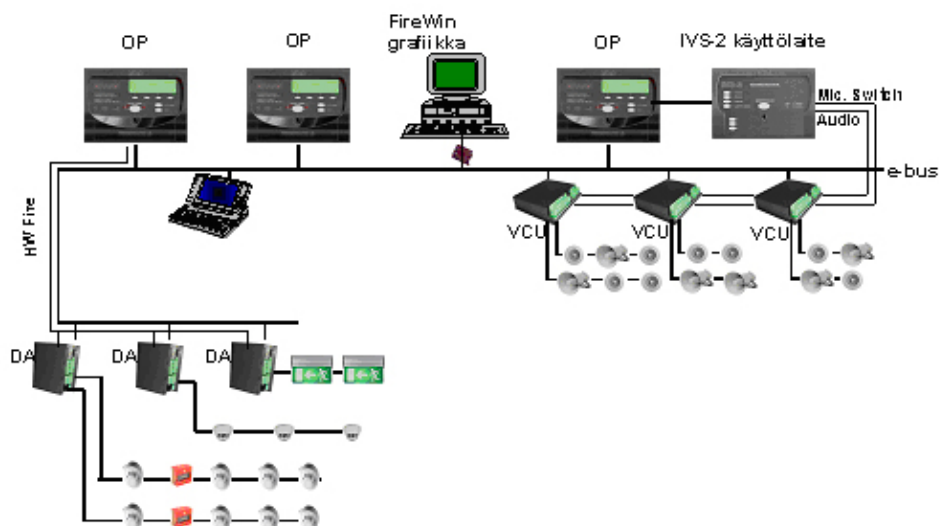 FireWin
grafiikka
OP
OP
OP
IVS-2 käyttölaite
Mic. Switch
Audio
e-bus
HW Fire
VCU
VCU
VCU
DA
DA
DA